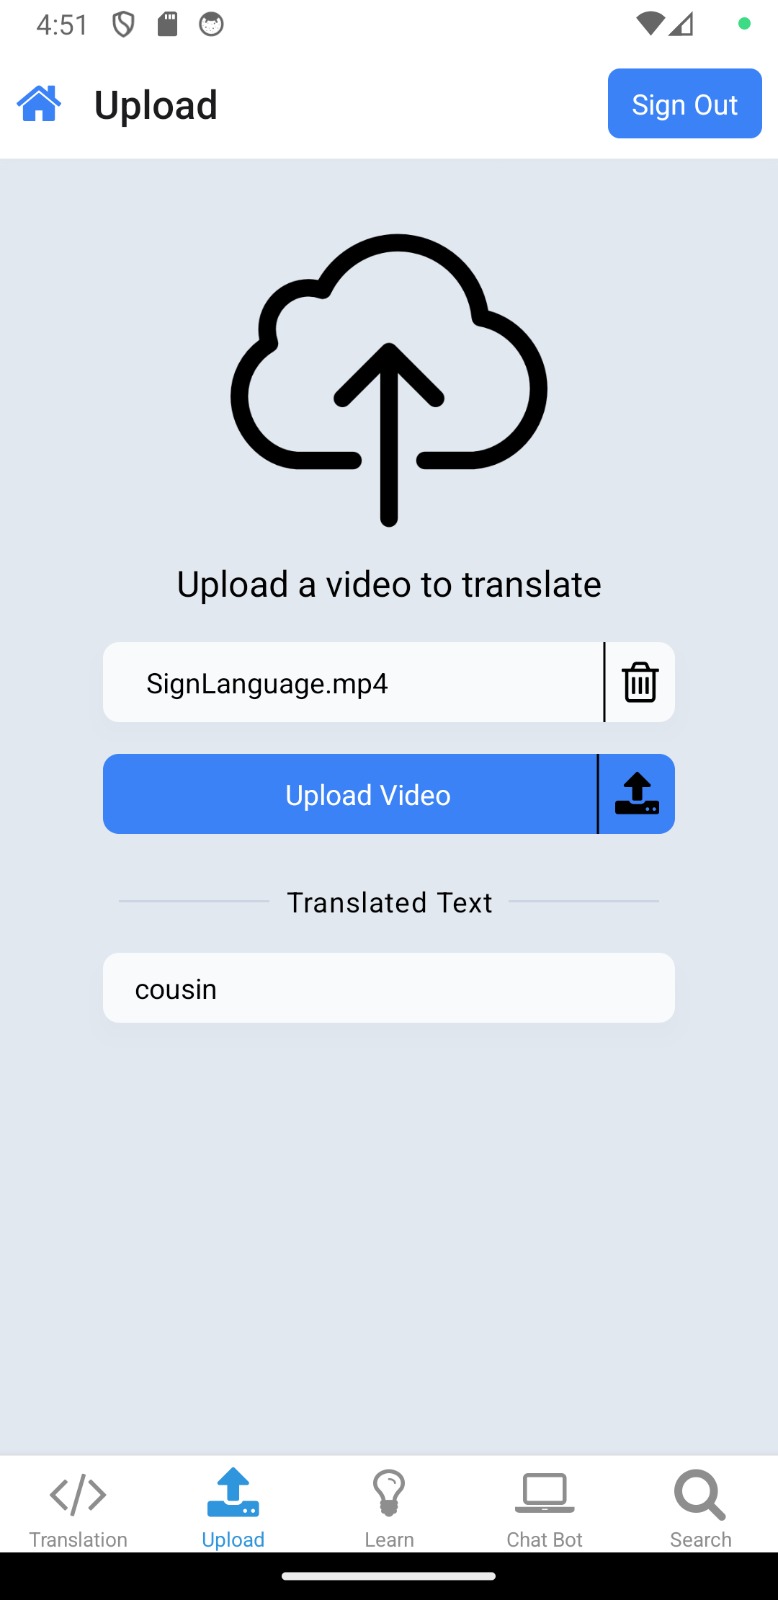 4:51
Upload
Sign Out
Upload a video to translate
SignLanguage.mp4
Upload Video
Translated Text
cousin
Translation
Upload
Learn
Chat Bot
Search